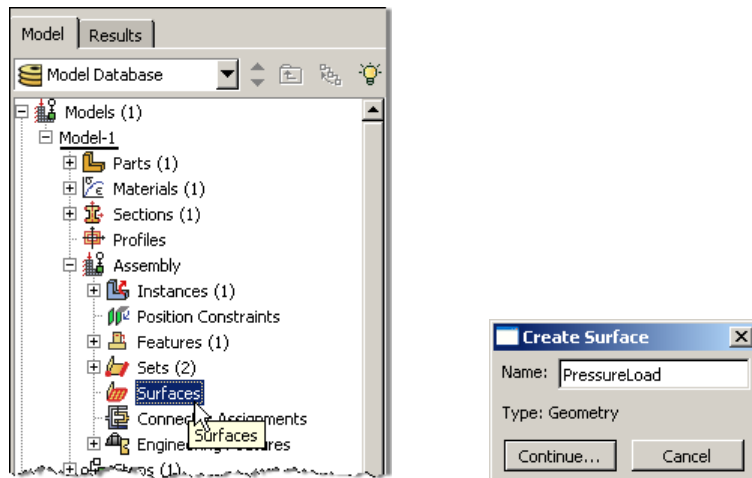 Model Results
Model Database
Models (1)
Model-1
Parts (1)
Materials (1)
Sections (1)
Profiles
Assembly
Instances (1)
Position Constraints
Features (1)
Sets (2)
Surfaces
Surfaces
Create Surface
Name: PressureLoad
Type: Geometry
Continue... Cancel